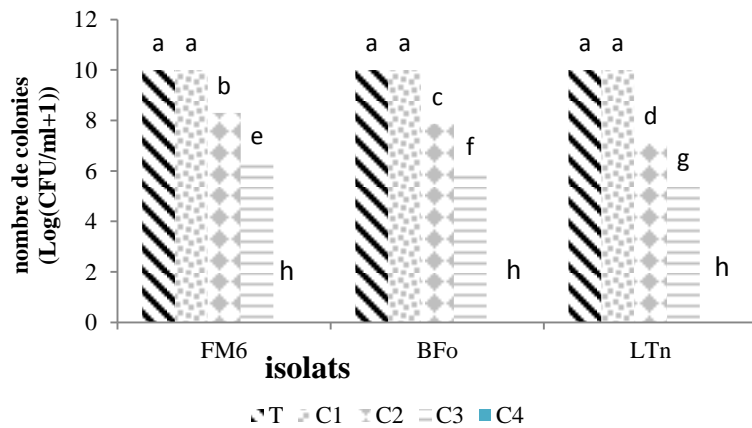 nombre de colonies
(Log(CFU/ml+1))
12
10
8
6
4
2
0
a a b e h
a a c f h
a a d g h
FM6 BFo LTn
isolats
T C1 C2 C3 C4